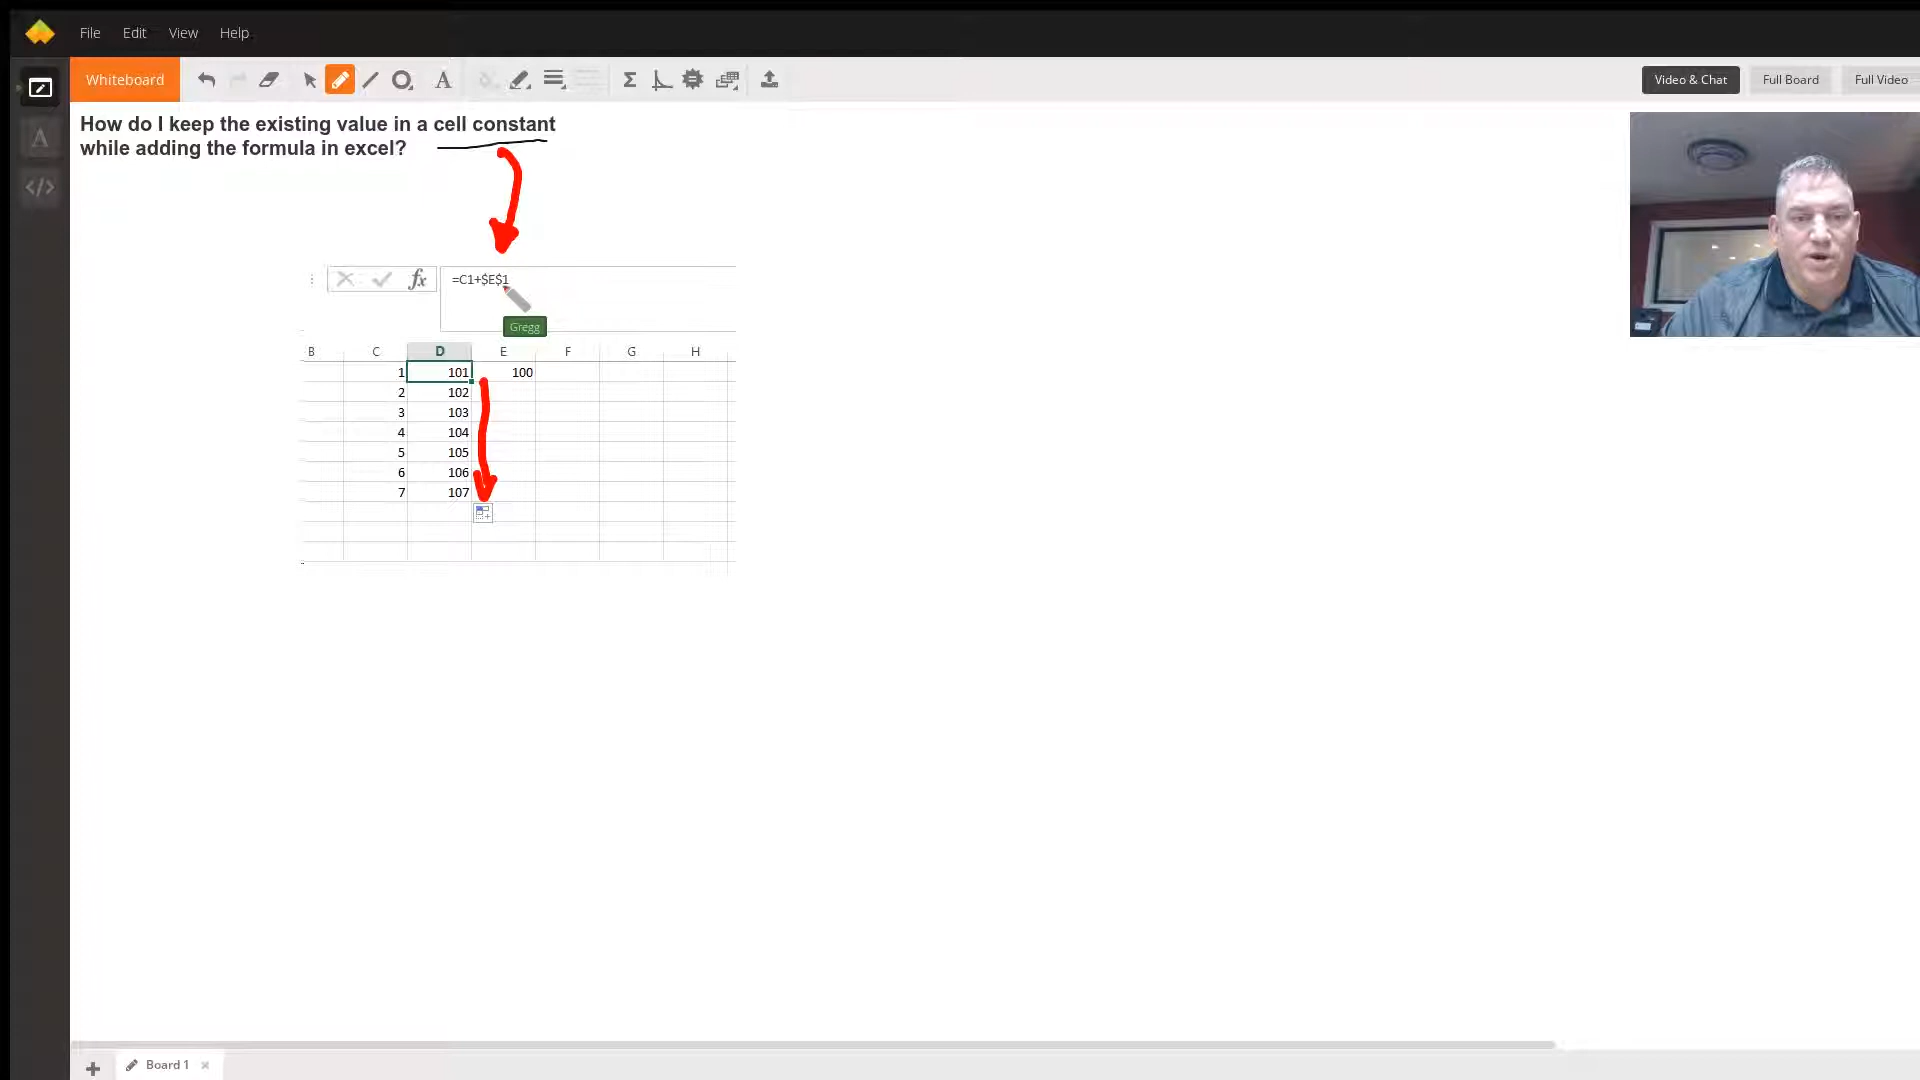 File Edit View Help
Whiteboard
Video & Chat Full Board Full Video
How do I keep the existing value in a cell constant
while adding the formula in excel?
fx =C1+$E$1
Gregg
B C D E F G H
1 101 100
2 102
3 103
4 104
5 105
6 106
7 107
Board 1